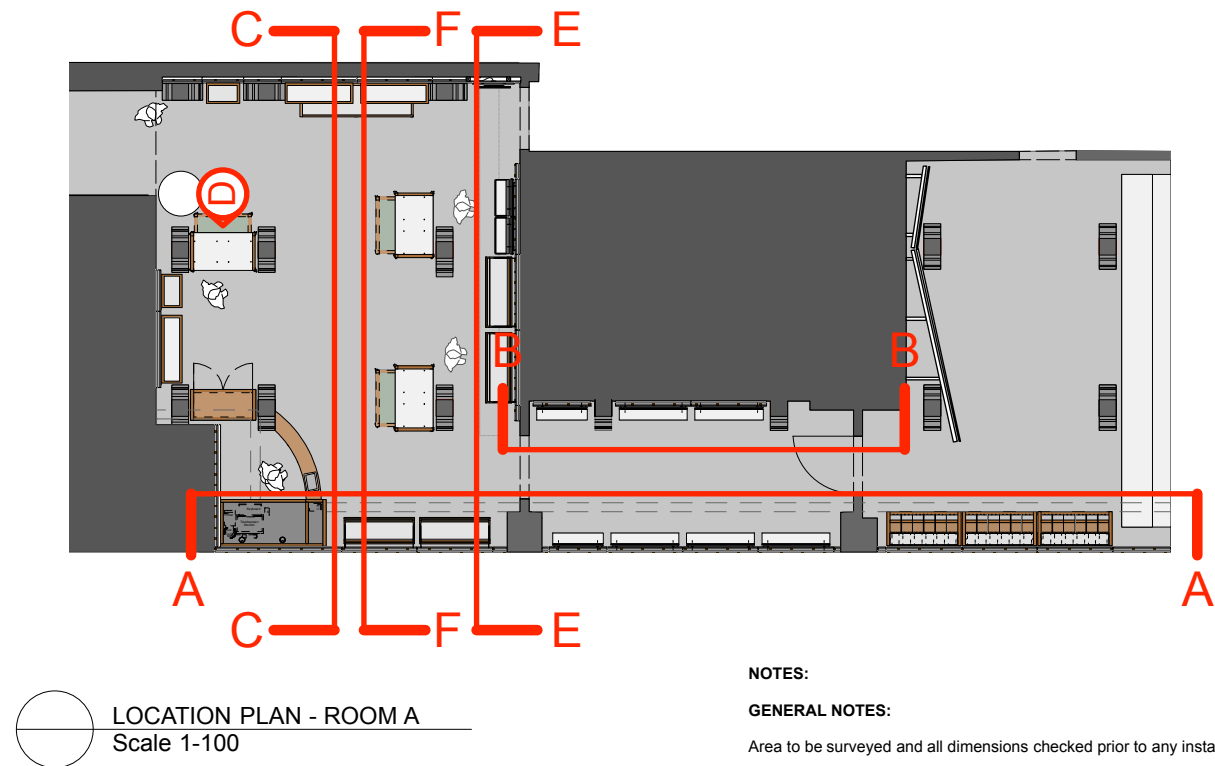 C F E
D
B B
Keyboard
A A
C F E
LOCATION PLAN - ROOM A
Scale 1-100
NOTES:
GENERAL NOTES:
Area to be surveyed and all dimensions checked prior to any insta